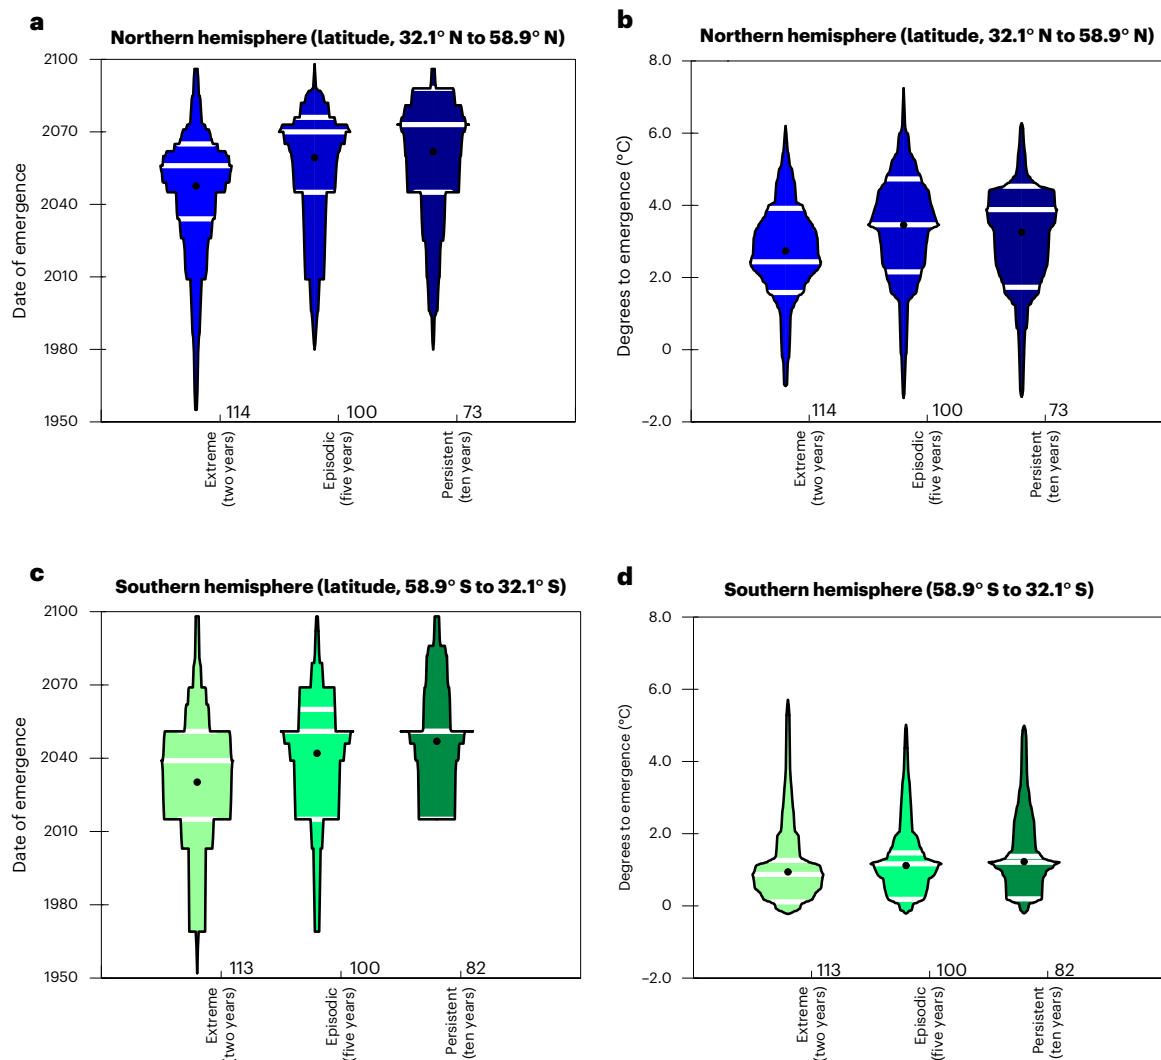 a
Northern hemisphere (latitude, 32.1° N to 58.9° N)
Date of emergence
2100
2070
2040
2010
1980
1950
114
100
73
Extreme
(two years)
Episodic
(five years)
Persistent
(ten years)
b
Northern hemisphere (latitude, 32.1° N to 58.9° N)
Degrees to emergence (°C)
8.0
6.0
4.0
2.0
0
–2.0
114
100
73
Extreme
(two years)
Episodic
(five years)
Persistent
(ten years)
c
Southern hemisphere (latitude, 58.9° S to 32.1° S)
Date of emergence
2100
2070
2040
2010
1980
1950
113
100
82
Extreme
(two years)
Episodic
(five years)
Persistent
(ten years)
d
Southern hemisphere (58.9° S to 32.1° S)
Degrees to emergence (°C)
8.0
6.0
4.0
2.0
0
–2.0
113
100
82
Extreme
(two years)
Episodic
(five years)
Persistent
(ten years)